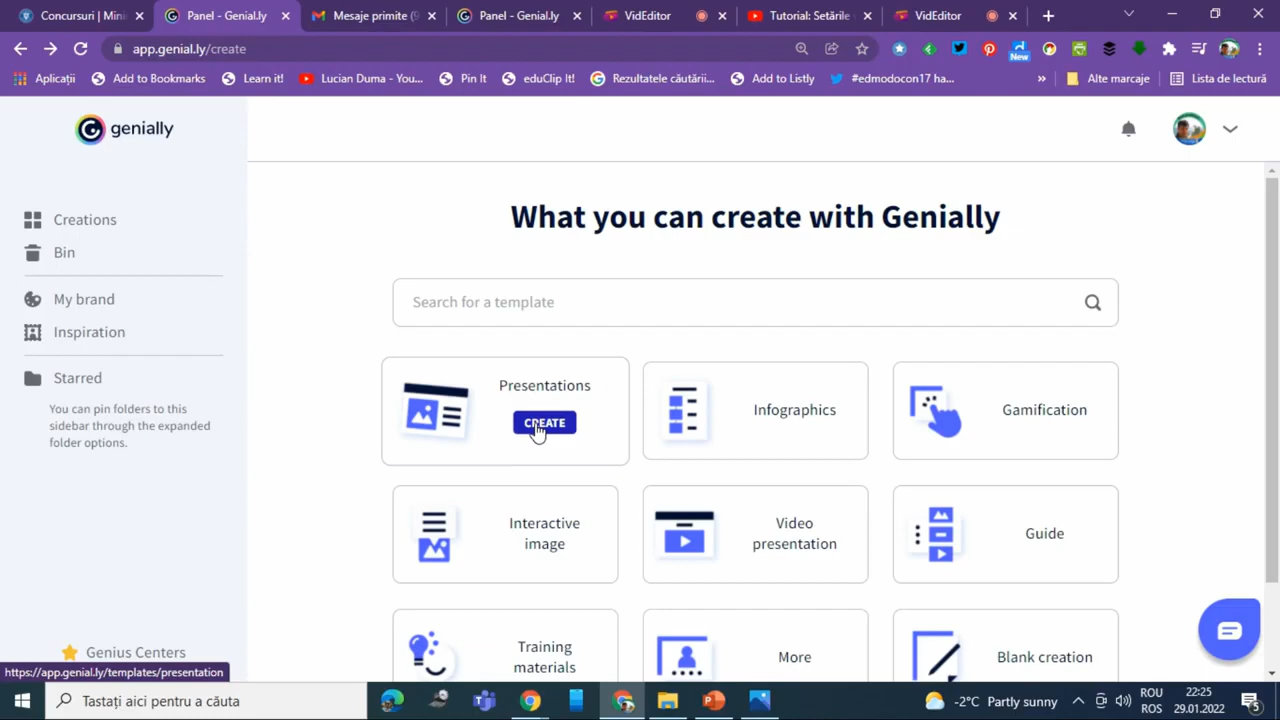 Concursuri | Mini
Panel - Genial.ly
Mesaje primite (9
Panel - Genial.ly
VidEditor
Tutorial: Setările
VidEditor
app.genial.ly/create
New
Aplicații
Add to Bookmarks
Learn it!
Lucian Duma - You...
Pin It
eduClip It!
Rezultatele căutării...
Add to Listly
#edmodocon17 ha...
»
Alte marcaje
Lista de lectură
genially
Creations
Bin
My brand
Inspiration
Starred
You can pin folders to this
sidebar through the expanded
folder options.
Genius Centers
What you can create with Genially
Search for a template
Presentations
CREATE
Infographics
Gamification
Interactive
image
Video
presentation
Guide
Training
materials
More
Blank creation
https://app.genial.ly/templates/presentation
Tastați aici pentru a căuta
-2°C Partly sunny
ROU
ROS
22:25
29.01.2022
5